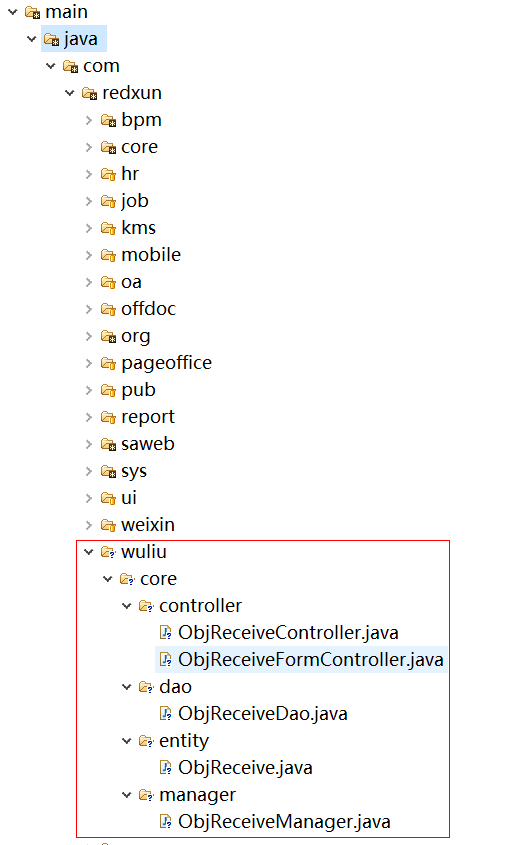 main
java
com
redxun
bpm
core
hr
job
kms
mobile
oa
offdoc
org
pageoffice
pub
report
saweb
sys
ui
weixin
wuliu
core
controller
ObjReceiveController.java
ObjReceiveFormController.java
dao
ObjReceiveDao.java
entity
ObjReceive.java
manager
ObjReceiveManager.java